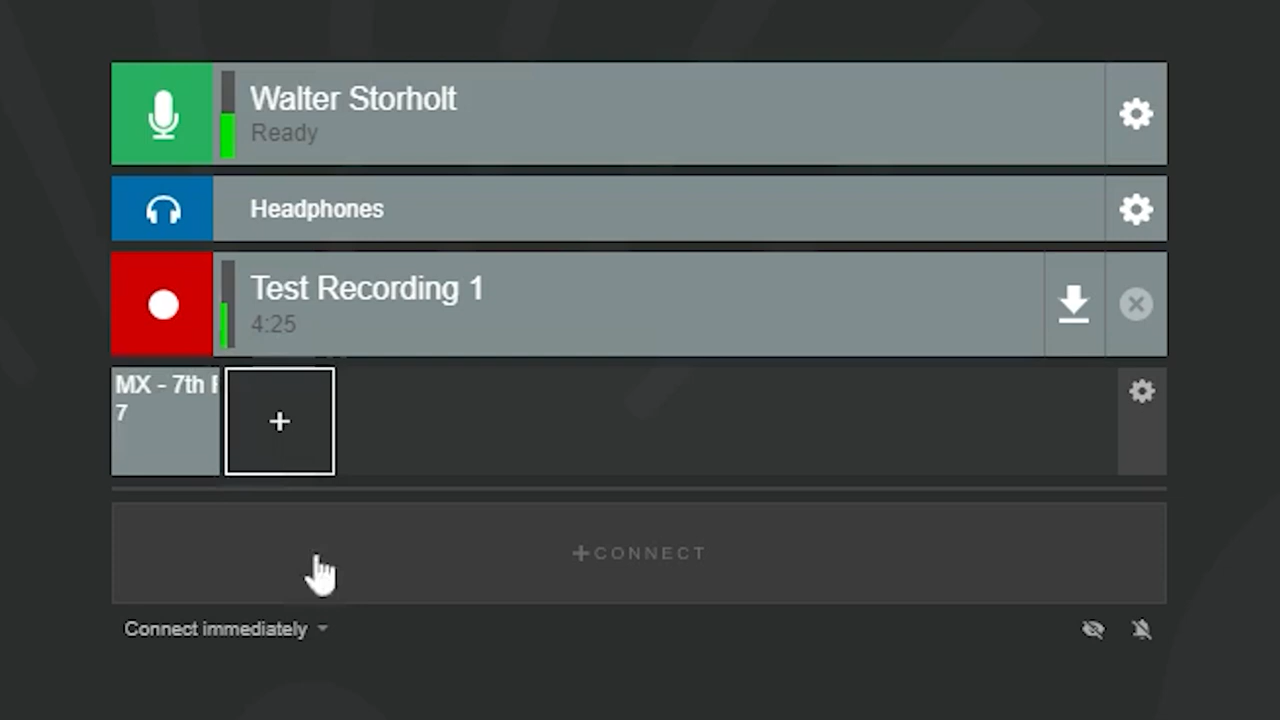 Walter Storholt
Ready
Headphones
Test Recording 1
4:25
MX - 7th
7
+
+CONNECT
Connect immediately